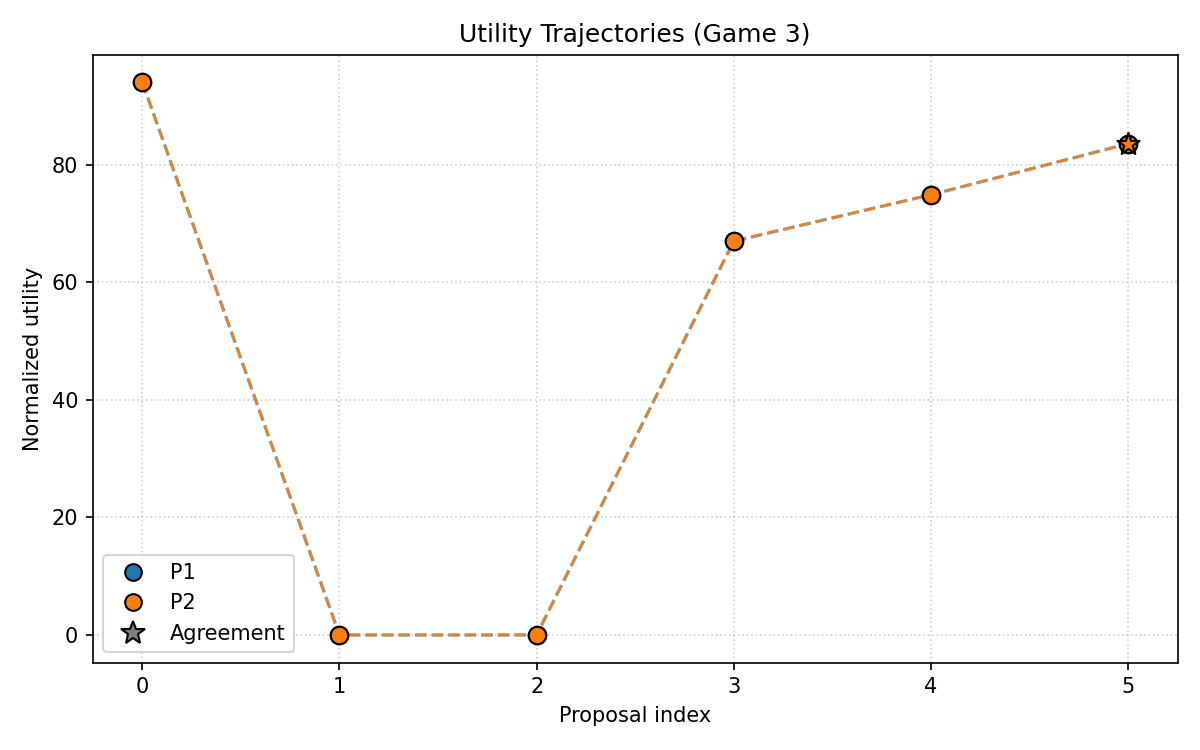 Utility Trajectories (Game 3)
Normalized utility
80
60
40
20
0
P1
P2
Agreement
0 1 2 3 4 5
Proposal index